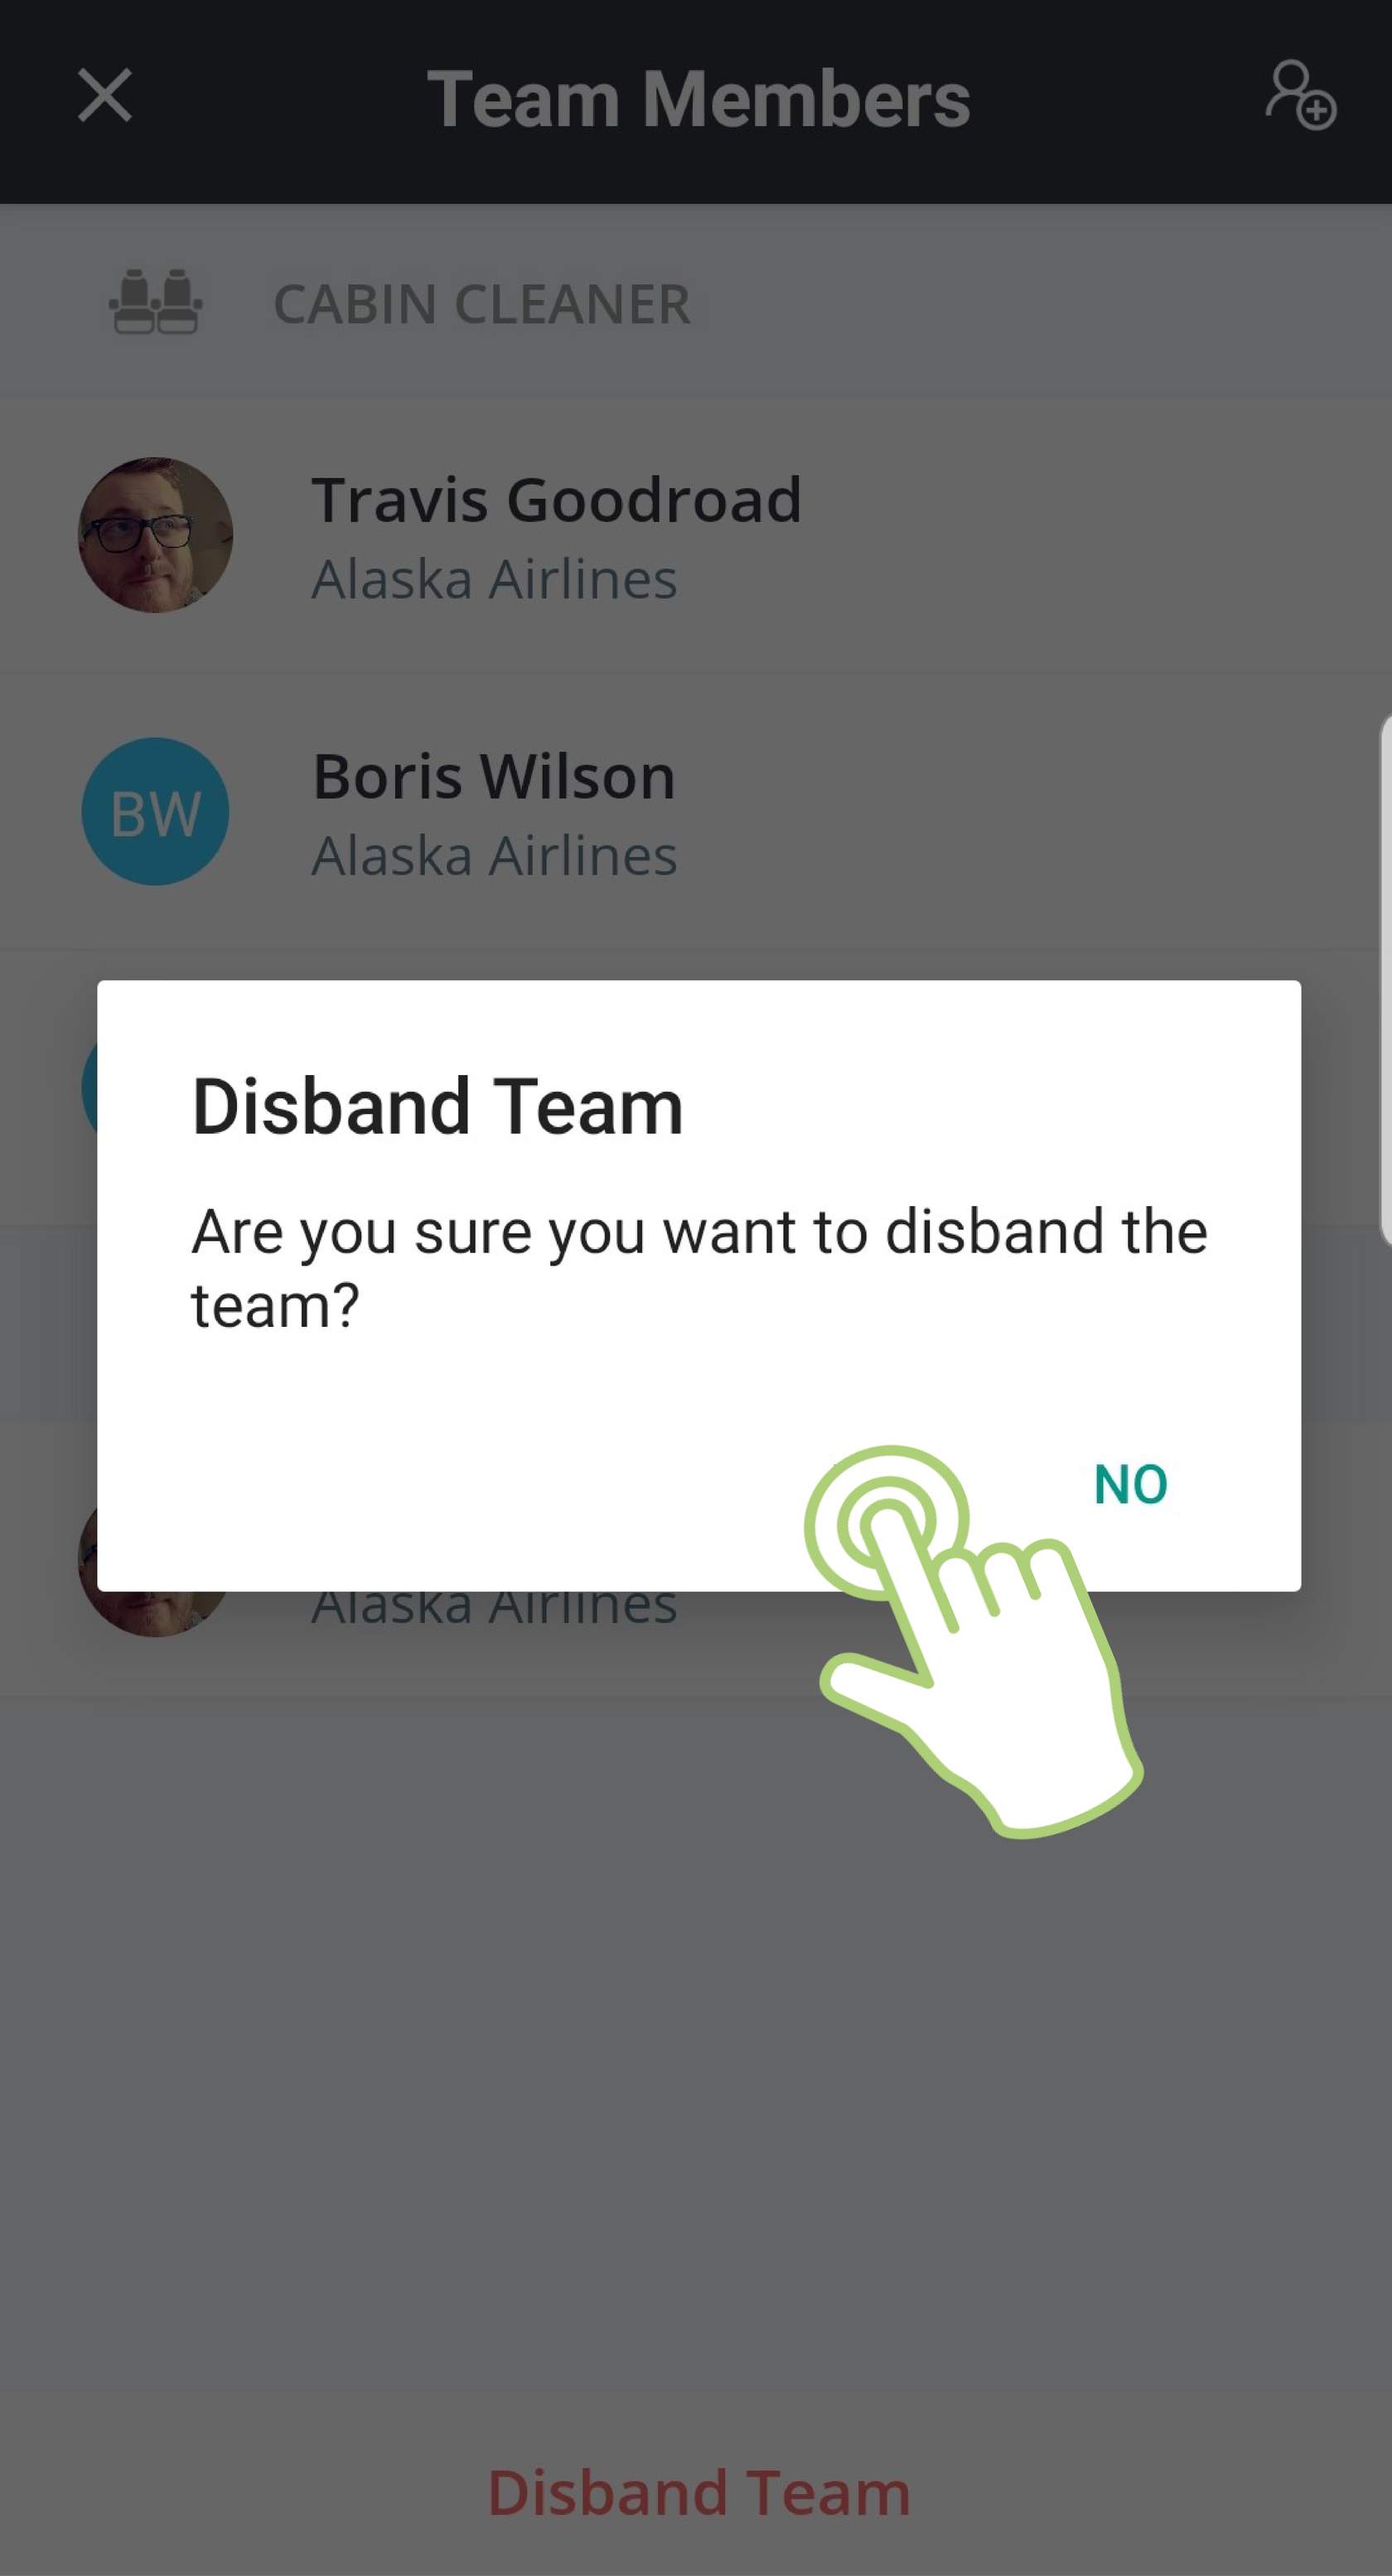 Team Members
CABIN CLEANER
Travis Goodroad
Alaska Airlines
BW
Boris Wilson
Alaska Airlines
Disband Team
Are you sure you want to disband the
team?
NO
Alaska Airlines
Disband Team